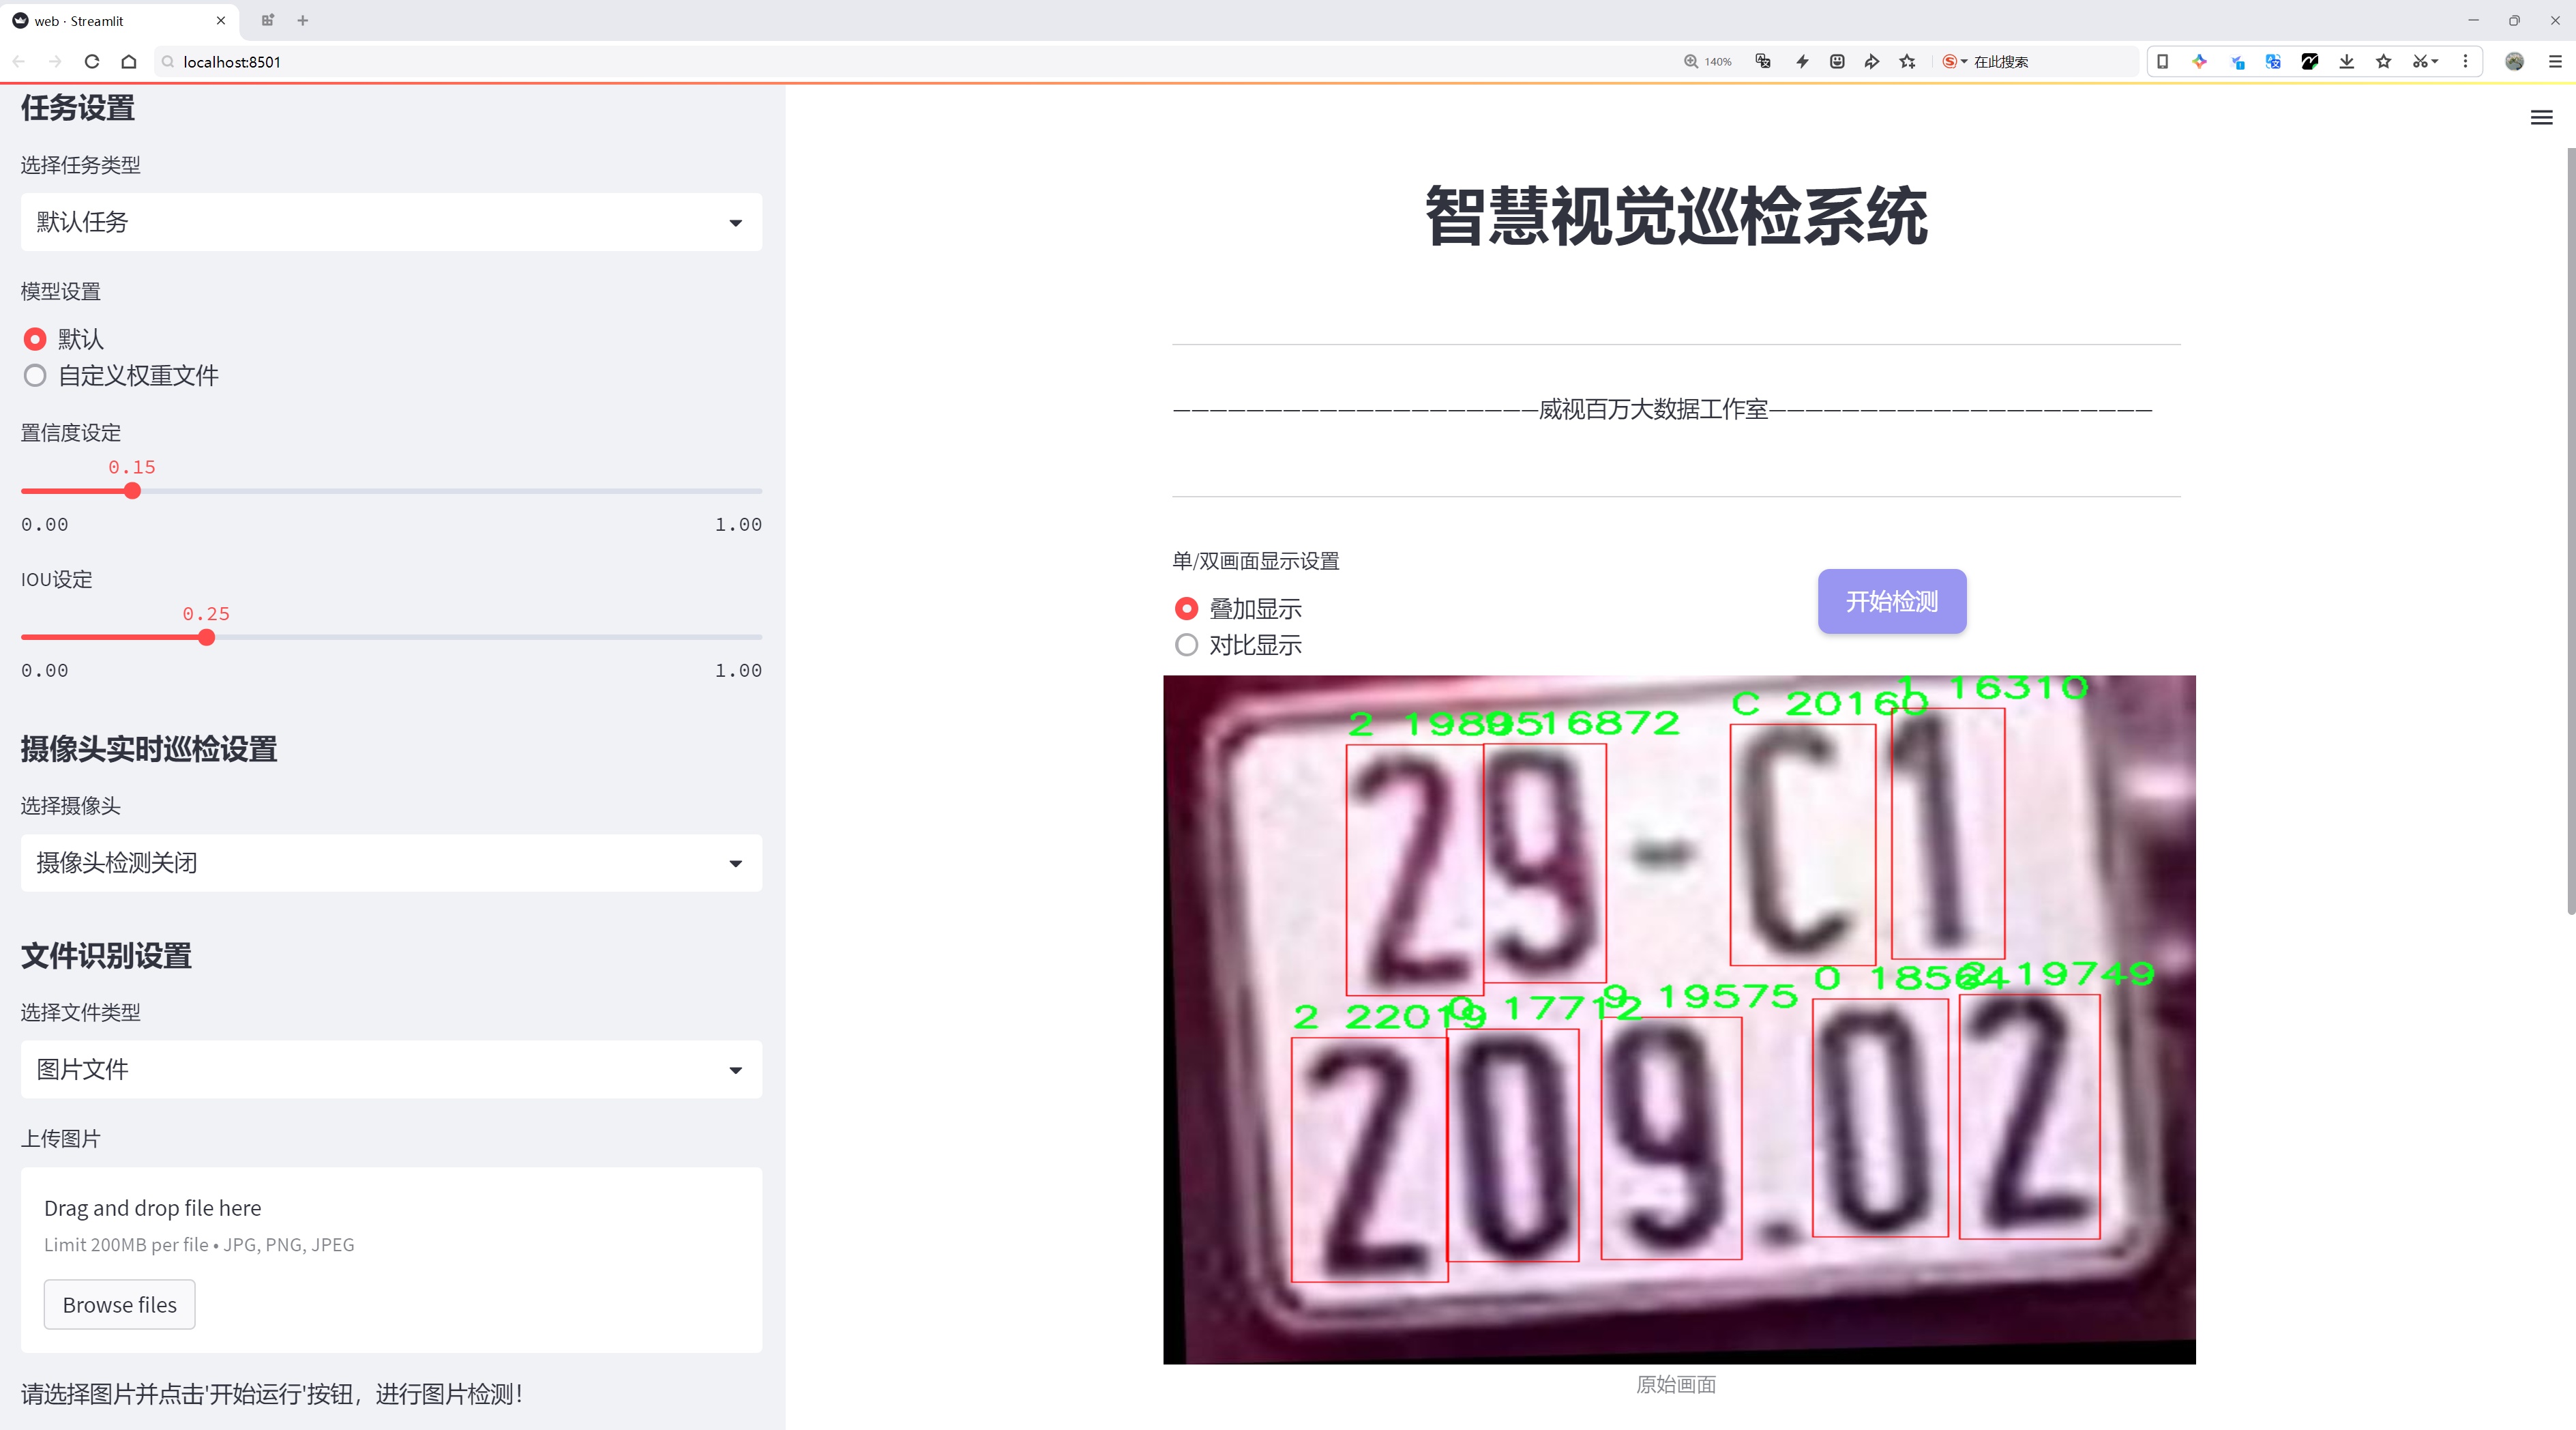 web · Streamlit
localhost:8501
140%
在此搜索
任务设置
选择任务类型
默认任务
模型设置
默认
自定义权重文件
置信度设定
0.15
0.00 1.00
IOU设定
0.25
0.00 1.00
摄像头实时巡检设置
选择摄像头
摄像头检测关闭
文件识别设置
选择文件类型
图片文件
上传图片
Drag and drop file here
Limit 200MB per file • JPG, PNG, JPEG
Browse files
请选择图片并点击'开始运行'按钮，进行图片检测！
智慧视觉巡检系统
—————————————————————威视百万大数据工作室——————————————————————
单/双画面显示设置
叠加显示
对比显示
开始检测
C 20160
1 16310
29-C1
2 22019
0 17712
9 19575
2 19749
209.02
原始画面